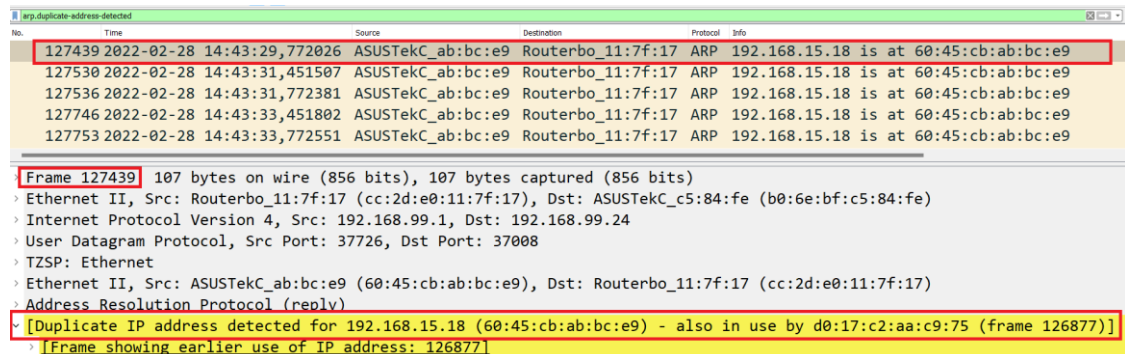 arp.duplicate-address-detected
No. Time Source Destination Protocol Info
127439 2022-02-28 14:43:29,772026 ASUSTekC_ab:bc:e9 Routerbo_11:7f:17 ARP 192.168.15.18 is at 60:45:cb:ab:bc:e9
127530 2022-02-28 14:43:31,451507 ASUSTekC_ab:bc:e9 Routerbo_11:7f:17 ARP 192.168.15.18 is at 60:45:cb:ab:bc:e9
127536 2022-02-28 14:43:31,772381 ASUSTekC_ab:bc:e9 Routerbo_11:7f:17 ARP 192.168.15.18 is at 60:45:cb:ab:bc:e9
127746 2022-02-28 14:43:33,451802 ASUSTekC_ab:bc:e9 Routerbo_11:7f:17 ARP 192.168.15.18 is at 60:45:cb:ab:bc:e9
127753 2022-02-28 14:43:33,772551 ASUSTekC_ab:bc:e9 Routerbo_11:7f:17 ARP 192.168.15.18 is at 60:45:cb:ab:bc:e9
Frame 127439 107 bytes on wire (856 bits), 107 bytes captured (856 bits)
Ethernet II, Src: Routerbo_11:7f:17 (cc:2d:e0:11:7f:17), Dst: ASUSTekC_c5:84:fe (b0:6e:bf:c5:84:fe)
Internet Protocol Version 4, Src: 192.168.99.1, Dst: 192.168.99.24
User Datagram Protocol, Src Port: 37726, Dst Port: 37008
TZSP: Ethernet
Ethernet II, Src: ASUSTekC_ab:bc:e9 (60:45:cb:ab:bc:e9), Dst: Routerbo_11:7f:17 (cc:2d:e0:11:7f:17)
Address Resolution Protocol (reply)
[Duplicate IP address detected for 192.168.15.18 (60:45:cb:ab:bc:e9) - also in use by d0:17:c2:aa:c9:75 (frame 126877)]
[Frame showing earlier use of IP address: 126877]